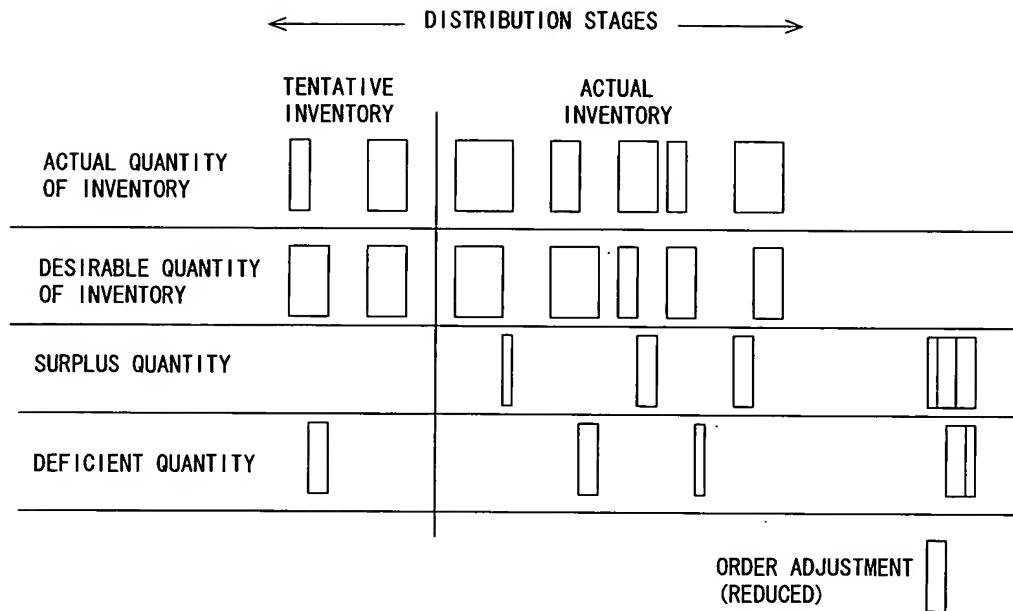 DISTRIBUTION STAGES
TENTATIVE
INVENTORY
ACTUAL
INVENTORY
ACTUAL QUANTITY
OF INVENTORY
DESIRABLE QUANTITY
OF INVENTORY
SURPLUS QUANTITY
DEFICIENT QUANTITY
ORDER ADJUSTMENT
(REDUCED)